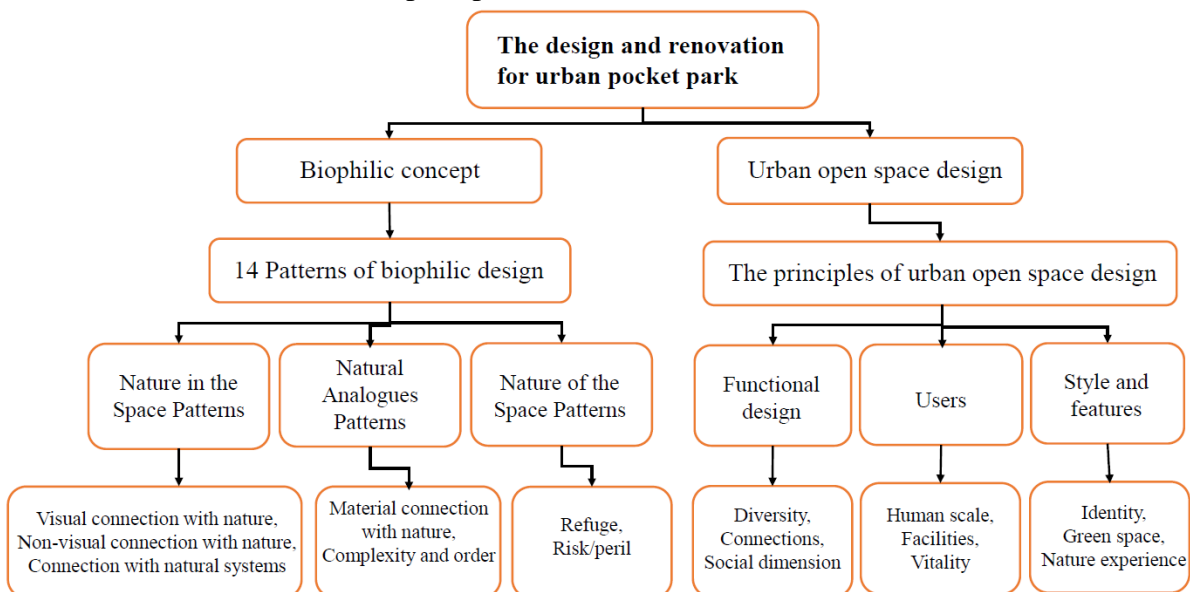 The design and renovation
for urban pocket park
Biophilic concept
Urban open space design
14 Patterns of biophilic design
The principles of urban open space design
Nature in the
Space Patterns
Natural
Analogues
Patterns
Nature of the
Space Patterns
Functional
design
Users
Style and
features
Visual connection with nature,
Non-visual connection with nature,
Connection with natural systems
Material connection
with nature,
Complexity and order
Refuge,
Risk/peril
Diversity,
Connections,
Social dimension
Human scale,
Facilities,
Vitality
Identity,
Green space,
Nature experience